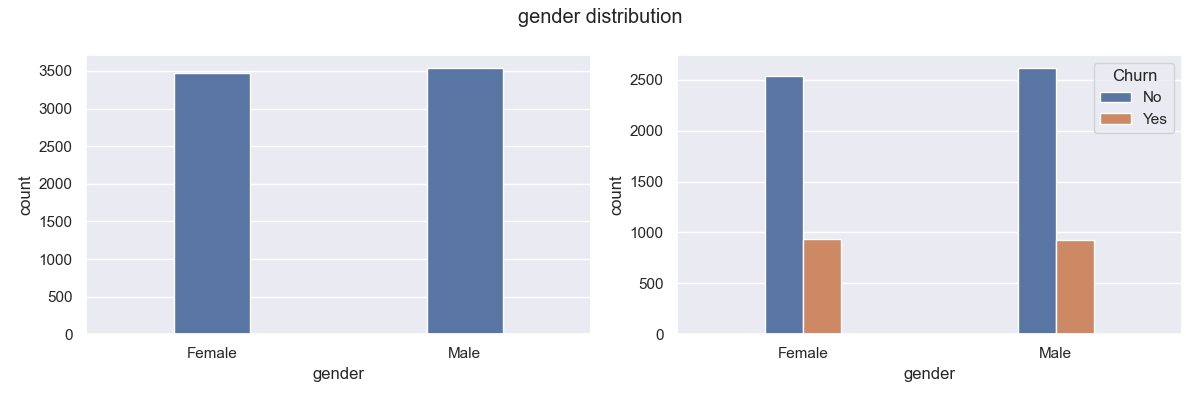 gender distribution
3500
3000
2500
2000
1500
1000
500
0
count
Female
Male
gender
2500
2000
1500
1000
500
0
count
Female
Male
gender
Churn
No
Yes